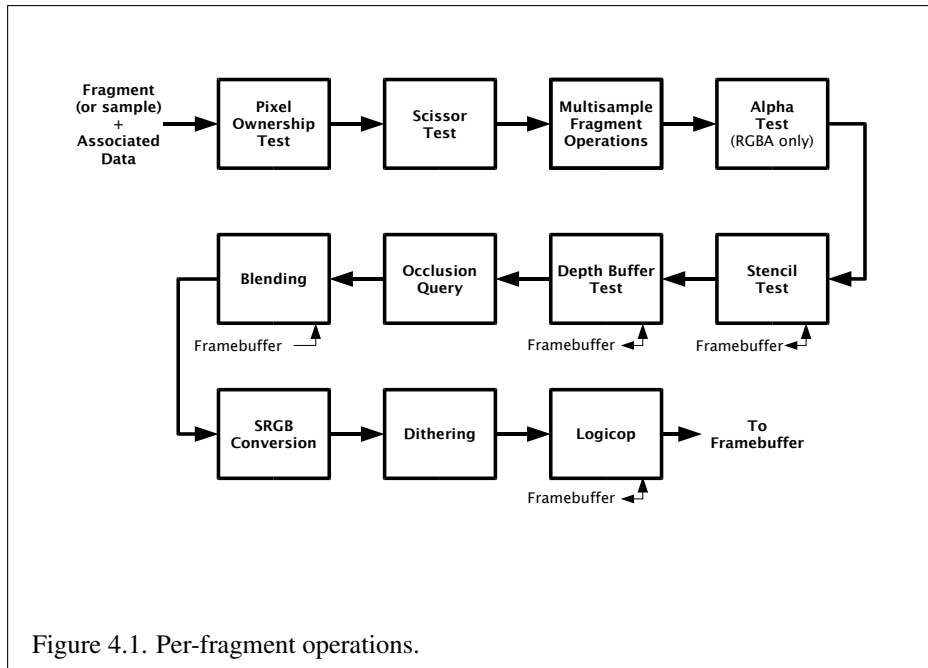 Fragment
(or sample)
+
Associated
Data
Pixel
Ownership
Test
Scissor
Test
Multisample
Fragment
Operations
Alpha
Test
(RGBA only)
Stencil
Test
Framebuffer
Depth Buffer
Test
Framebuffer
Occlusion
Query
Blending
Framebuffer
SRGB
Conversion
Dithering
Logicop
Framebuffer
To
Framebuffer
Figure 4.1. Per-fragment operations.